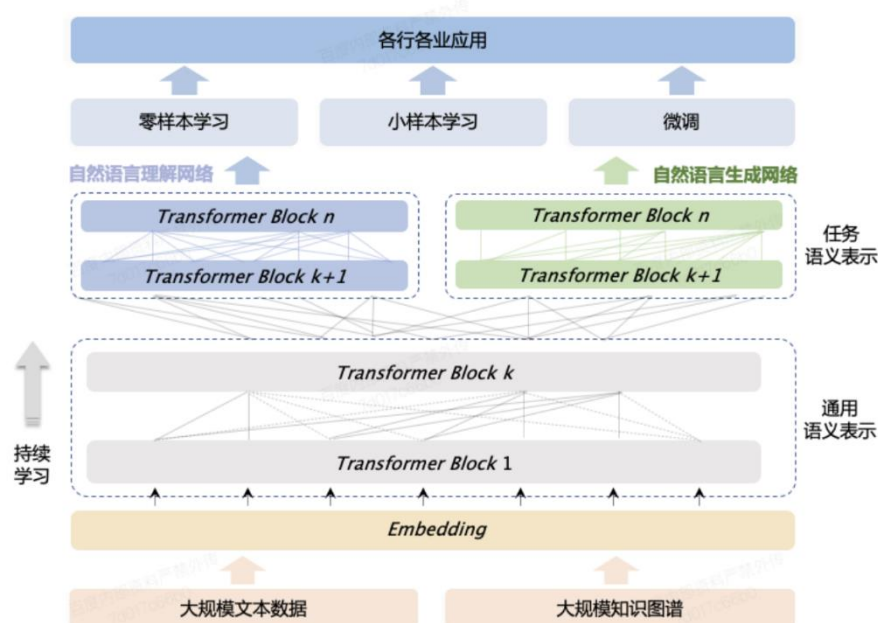 各行各业应用
零样本学习
小样本学习
微调
自然语言理解网络
自然语言生成网络
Transformer Block n
Transformer Block n
任务
语义表示
Transformer Block k+1
Transformer Block k+1
Transformer Block k
通用
语义表示
持续
学习
Transformer Block 1
Embedding
大规模文本数据
大规模知识图谱